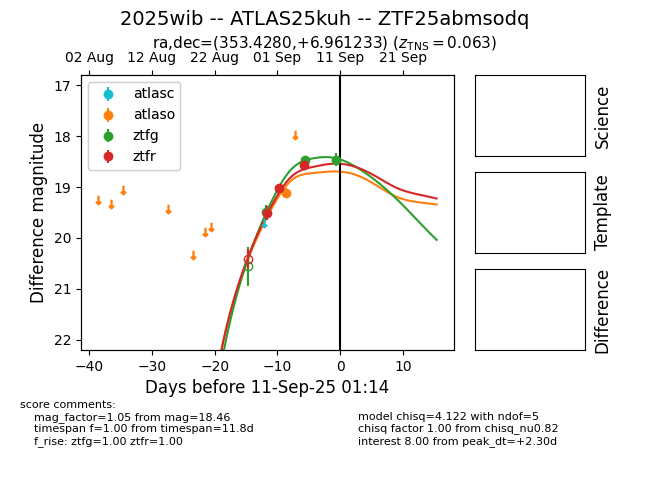 2025wib -- ATLAS25kuh -- ZTF25abmsodq
ra,dec=(353.4280,+6.961233) (z_TNS = 0.063)
02 Aug 12 Aug 22 Aug 01 Sep 11 Sep 21 Sep
17
18
19
20
21
22
Difference magnitude
atlasc
atlaso
ztfg
ztfr
−40 −30 −20 −10 0 10
Days before 11-Sep-25 01:14
Science
Template
Difference
score comments:
mag_factor=1.05 from mag=18.46
timespan f=1.00 from timespan=11.8d
f_rise: ztfg=1.00 ztfr=1.00
model chisq=4.122 with ndof=5
chisq factor 1.00 from chisq_nu0.82
interest 8.00 from peak_dt=+2.30d